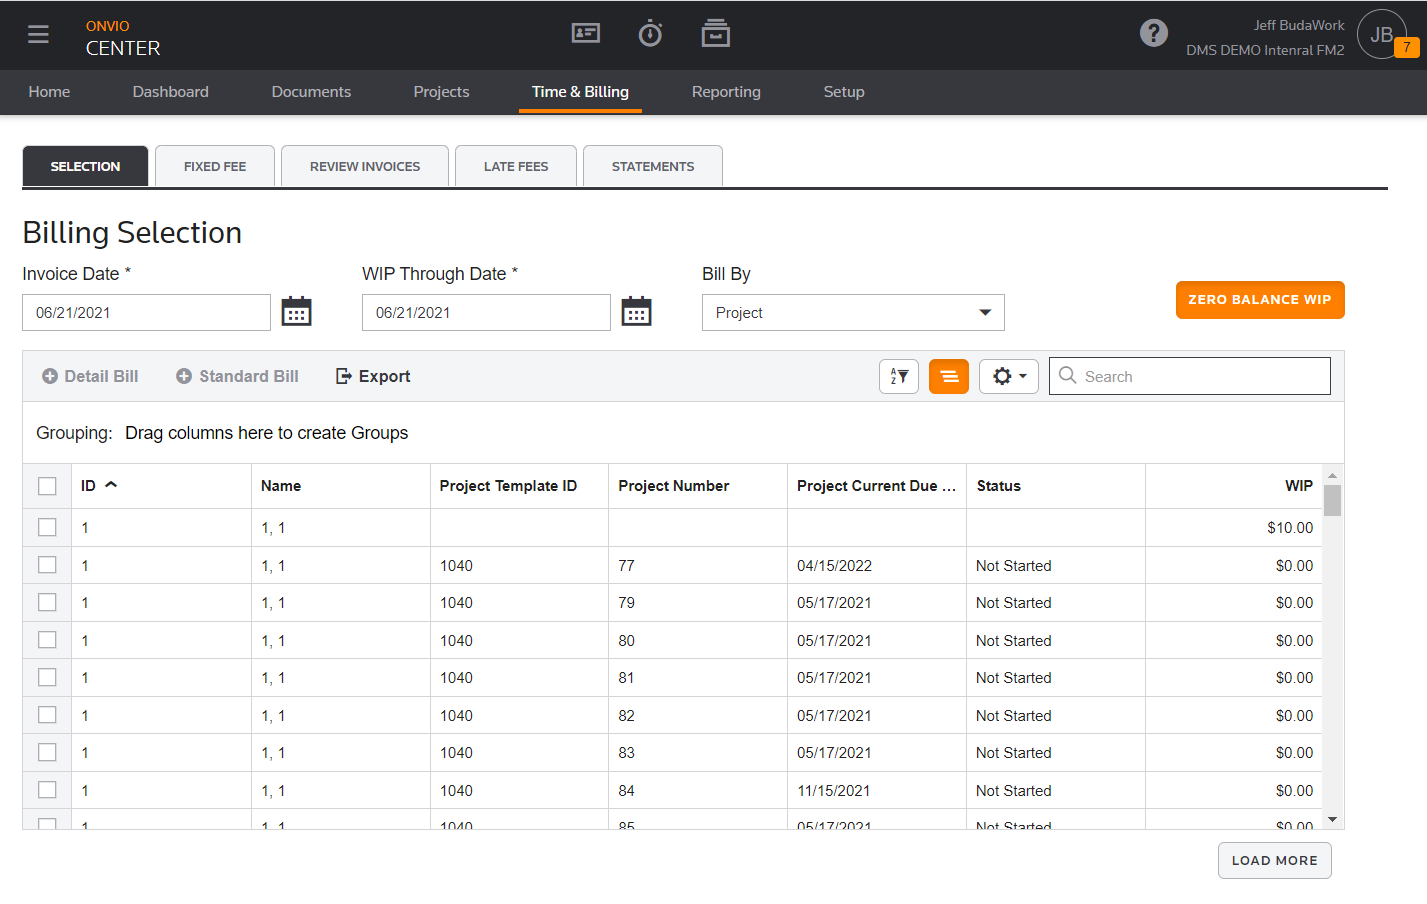 ONVIO
CENTER
?
Jeff BudaWork
DMS DEMO Intenral FM2
JB
7
Home Dashboard Documents Projects Time & Billing Reporting Setup
SELECTION FIXED FEE REVIEW INVOICES LATE FEES STATEMENTS
Billing Selection
Invoice Date * WIP Through Date * Bill By
06/21/2021 06/21/2021 Project ZERO BALANCE WIP
Detail Bill Standard Bill Export A Z Search
Grouping: Drag columns here to create Groups
ID Name Project Template ID Project Number Project Current Due ... Status WIP
1 1, 1 $10.00
1 1, 1 1040 77 04/15/2022 Not Started $0.00
1 1, 1 1040 79 05/17/2021 Not Started $0.00
1 1, 1 1040 80 05/17/2021 Not Started $0.00
1 1, 1 1040 81 05/17/2021 Not Started $0.00
1 1, 1 1040 82 05/17/2021 Not Started $0.00
1 1, 1 1040 83 05/17/2021 Not Started $0.00
1 1, 1 1040 84 11/15/2021 Not Started $0.00
1 1, 1 1040 85 05/17/2021 Not Started $0.00
LOAD MORE